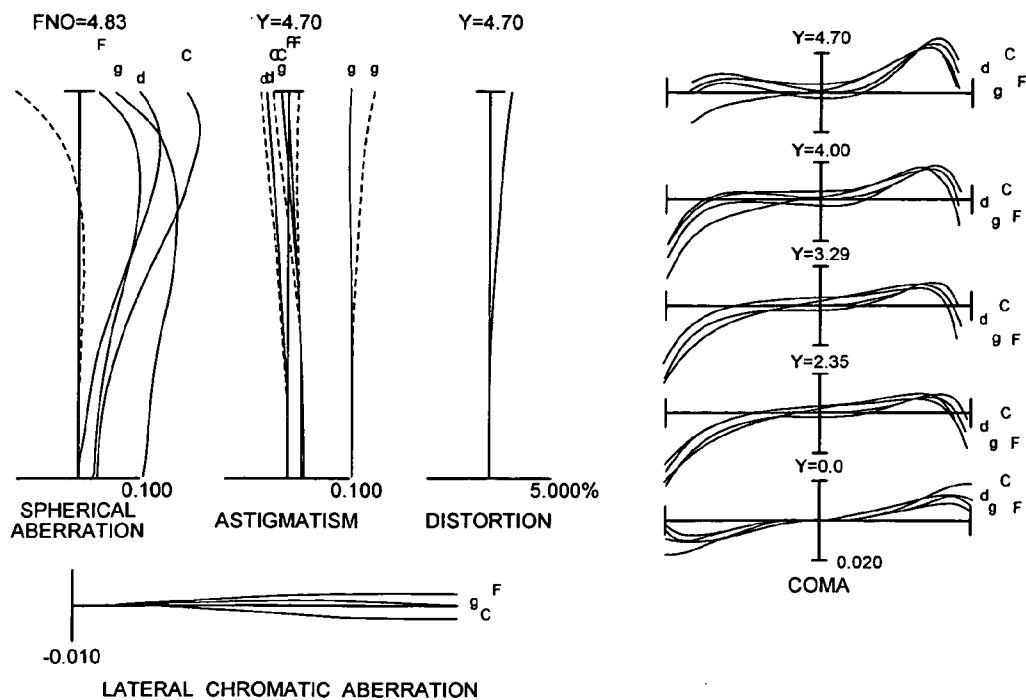 FNO=4.83
F
g
d
C
0.100
SPHERICAL
ABERRATION
Y=4.70
F F
C C
d d g
g g
0.100
ASTIGMATISM
Y=4.70
5.000%
DISTORTION
F
g
C
-0.010
LATERAL CHROMATIC ABERRATION
Y=4.70
C
d
g F
Y=4.00
C
d
g F
Y=3.29
C
d
g F
Y=2.35
C
d
g F
Y=0.0
C
d
g F
0.020
COMA